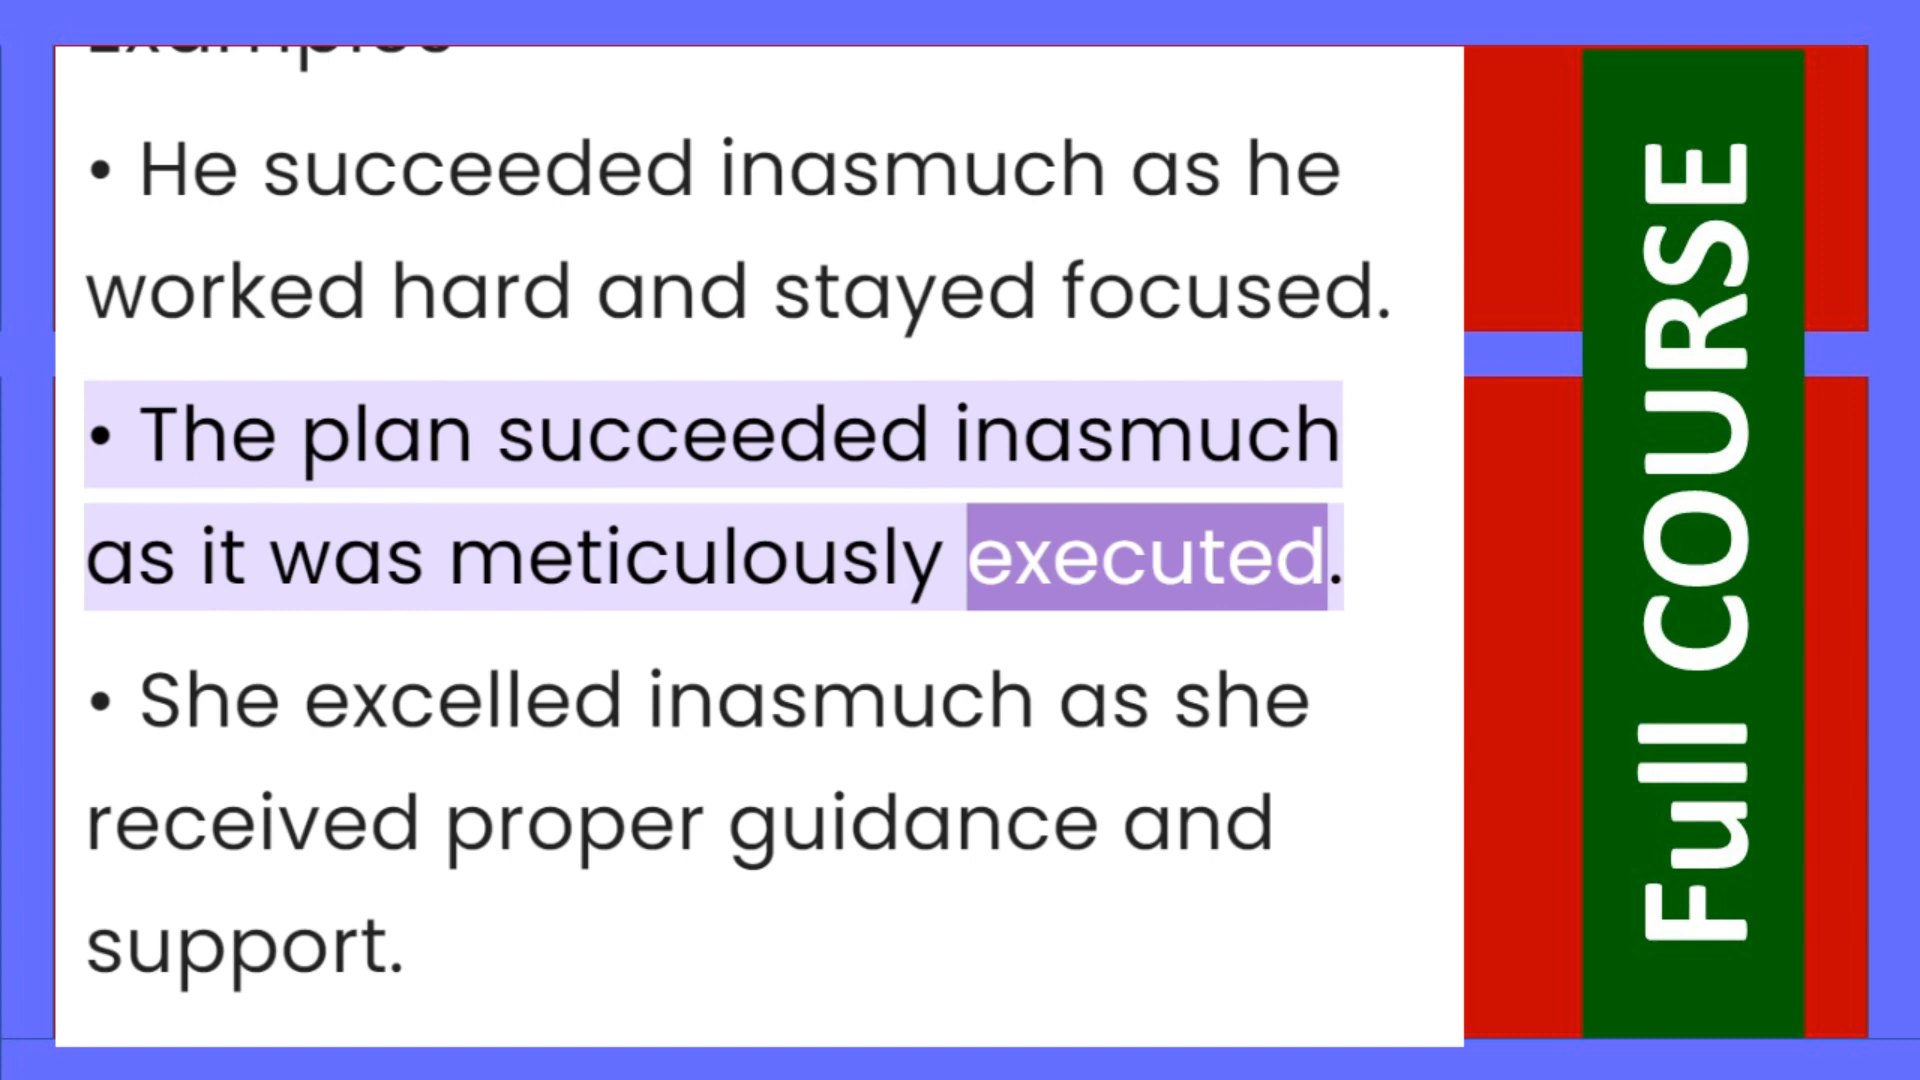 Examples
• He succeeded inasmuch as he
worked hard and stayed focused.
• The plan succeeded inasmuch
as it was meticulously executed.
• She excelled inasmuch as she
received proper guidance and
support.
Full COURSE